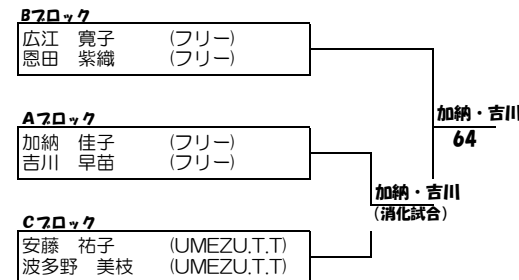 Bブロック
広江　寛子　(フリー)
恩田　紫織　(フリー)
加納・吉川
64
Aブロック
加納　佳子　(フリー)
吉川　早苗　(フリー)
加納・吉川
(消化試合)
Cブロック
安藤　祐子　(UMEZU.T.T)
波多野　美枝　(UMEZU.T.T)